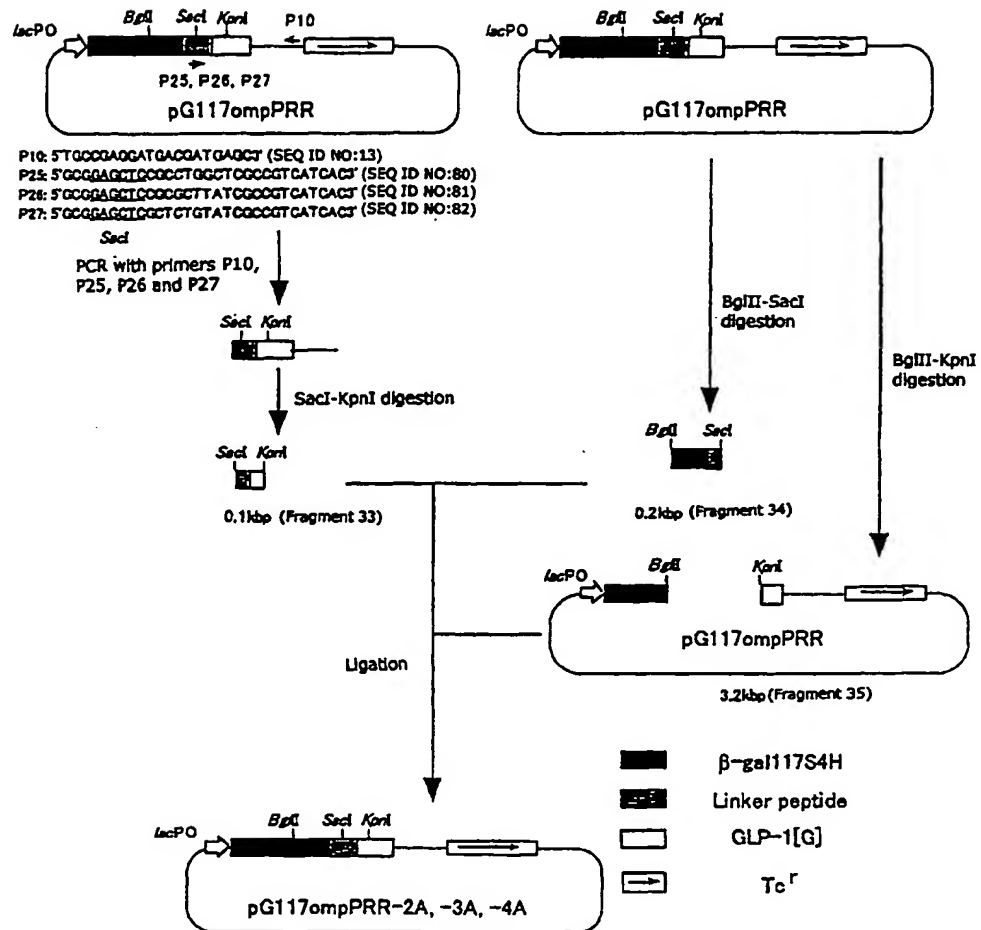 lacPO BglII SacI KpnI P10
P25, P26, P27
pG117ompPRR
lacPO BglII SacI KpnI
pG117ompPRR
P10: 5'TGCCGAGGATGACGATGAGC3' (SEQ ID NO:13)
P25: 5'GCGGAGCTCCGCCTGGCTCGCCGTCATCAC3' (SEQ ID NO:80)
P26: 5'GCGGAGCTCCGCGCTTATCGCCGTCATCAC3' (SEQ ID NO:81)
P27: 5'GCGGAGCTCGCTCTGTATCGCCGTCATCAC3' (SEQ ID NO:82)
SacI
PCR with primers P10,
P25, P26 and P27
SacI KpnI
SacI-KpnI digestion
SacI KpnI
0.1kbp (Fragment 33)
BglII-SacI
digestion
BglII-KpnI
digestion
BglII SacI
0.2kbp (Fragment 34)
lacPO BglII KpnI
pG117ompPRR
3.2kbp (Fragment 35)
Ligation
lacPO BglII SacI KpnI
pG117ompPRR-2A, -3A, -4A
β-gal117S4H
Linker peptide
GLP-1[G]
Tc r